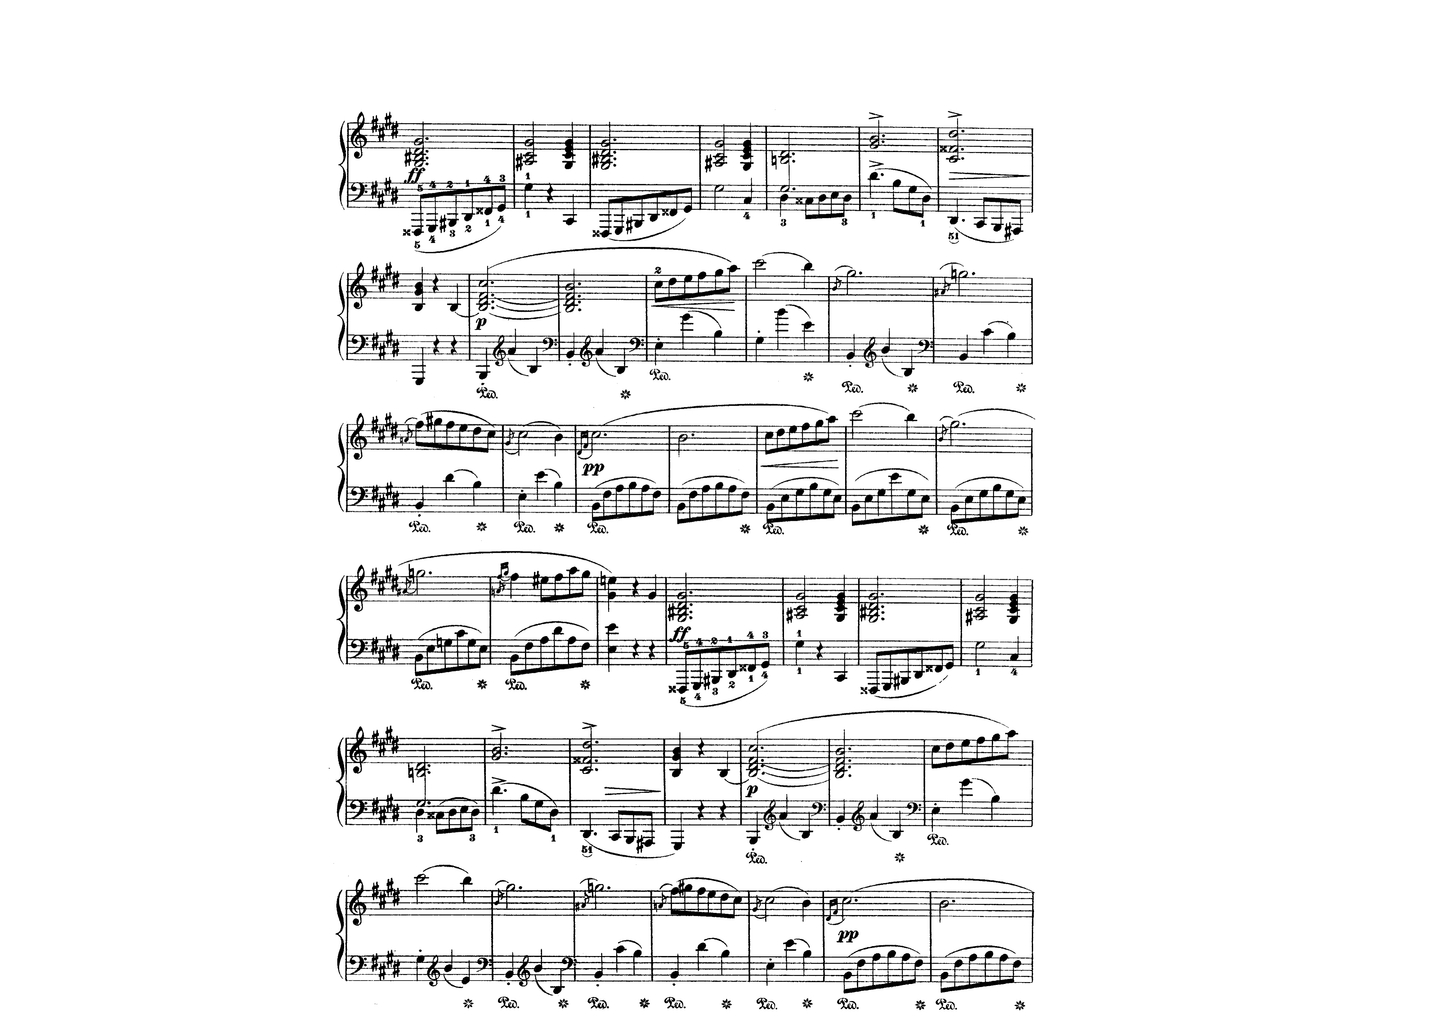 ff 5 4 2 1 4 3 1
5 4 3 2 1 4 1 4 3 3 1 1 51
2
p
Ped. Ped. Ped. Ped.
pp
Ped. Ped. Ped. Ped. Ped.
ff 5 4 2 1 4 3 1
Ped. Ped. 5 4 3 2 1 4 1 1 4
p
3 3 1 1 51 Ped. Ped.
pp
Ped. Ped. Ped. Ped. Ped. Ped.